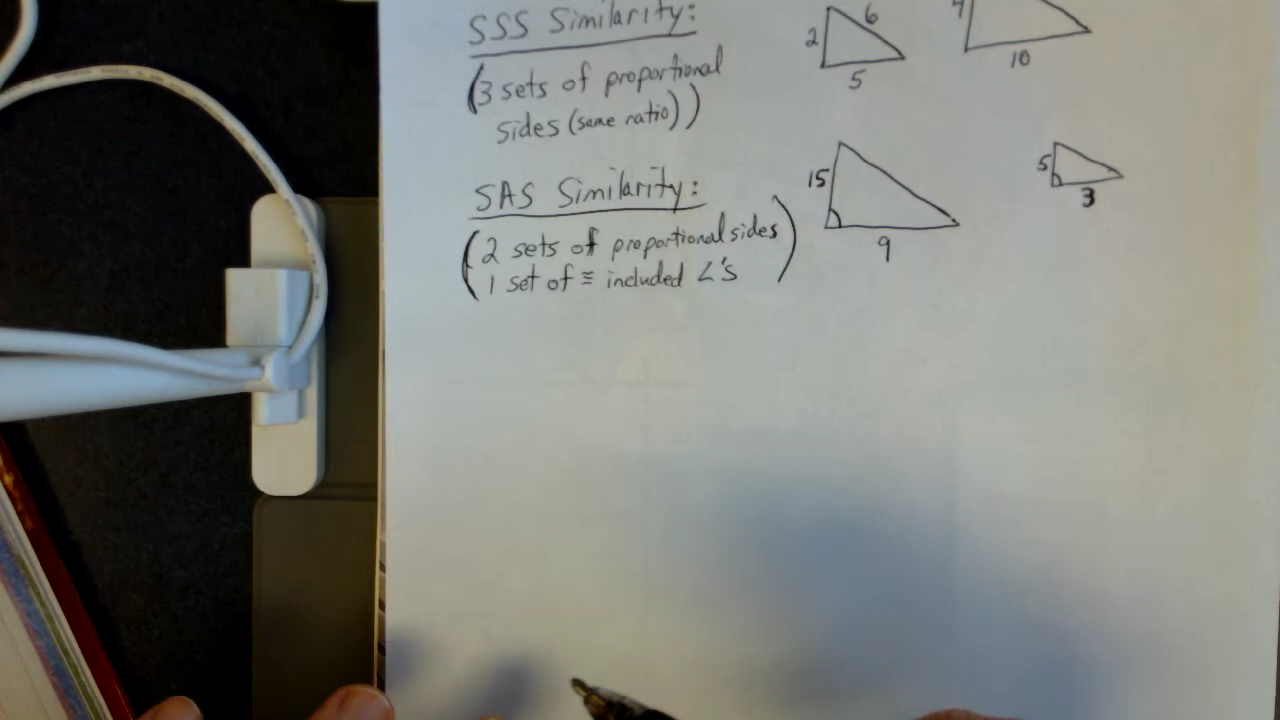 SSS Similarity:
(3 sets of proportional
sides (same ratio))
2
6
5
4
10
SAS Similarity:
(2 sets of proportional sides
1 set of ≅ included ∠'s)
15
9
5
3